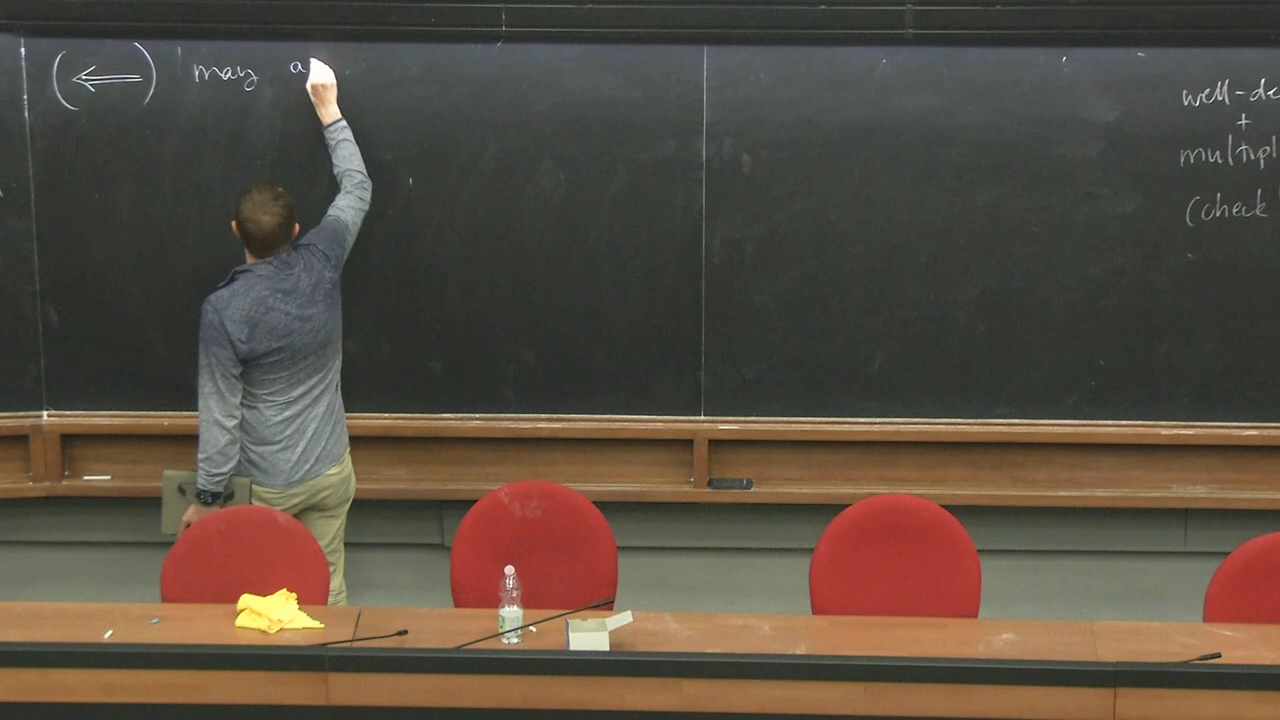 (⟸) may a
well-de
+
multipl
(check